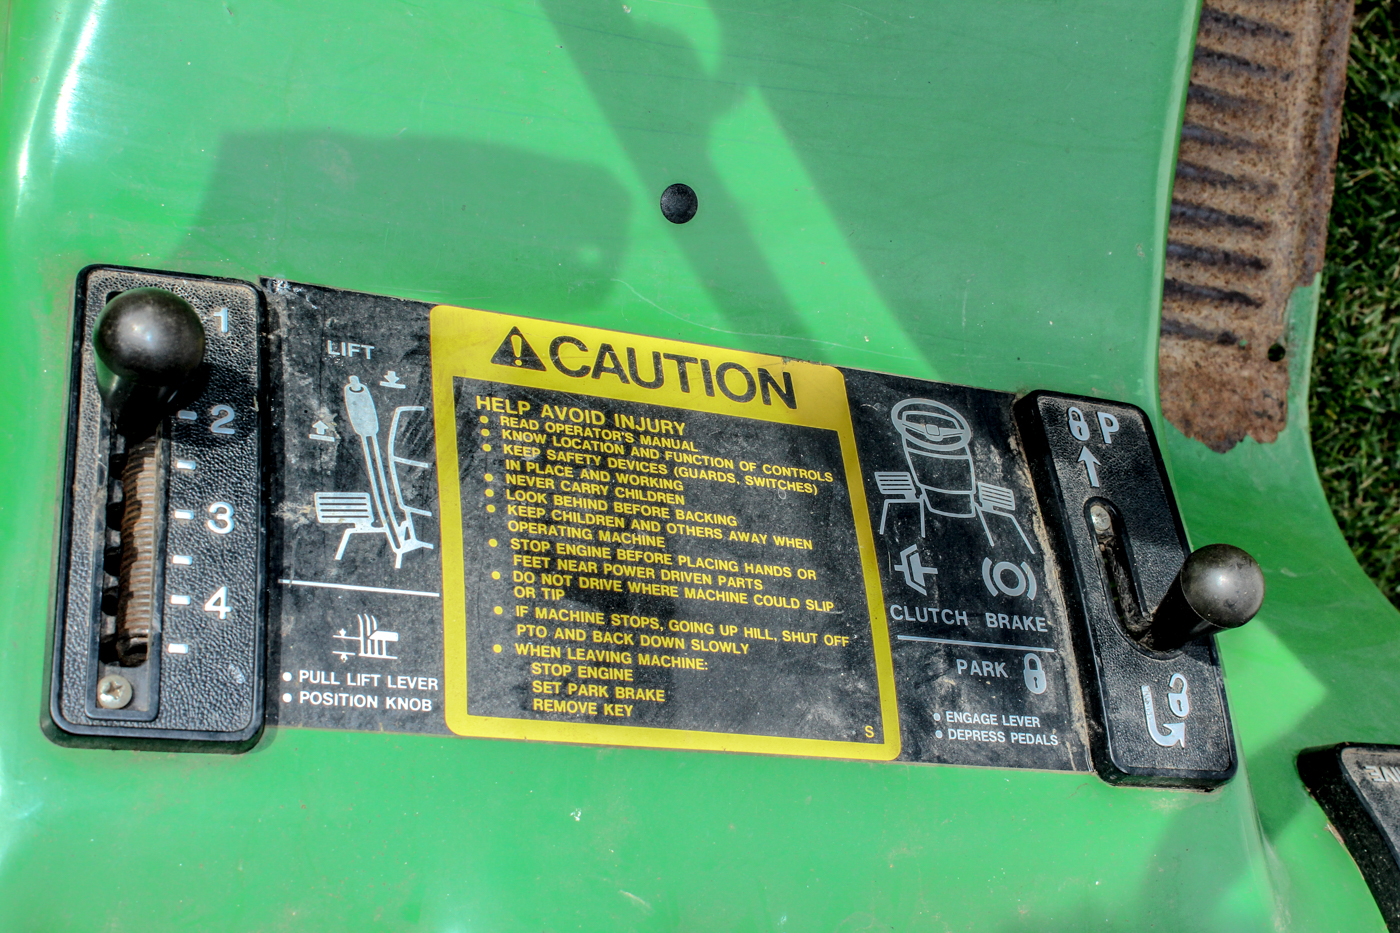 1
2
3
4
LIFT
• PULL LIFT LEVER
• POSITION KNOB
CAUTION
HELP AVOID INJURY
• READ OPERATOR'S MANUAL
• KNOW LOCATION AND FUNCTION OF CONTROLS
• KEEP SAFETY DEVICES (GUARDS, SWITCHES)
IN PLACE AND WORKING
• NEVER CARRY CHILDREN
• LOOK BEHIND BEFORE BACKING
• KEEP CHILDREN AND OTHERS AWAY WHEN
OPERATING MACHINE
• STOP ENGINE BEFORE PLACING HANDS OR
FEET NEAR POWER DRIVEN PARTS
• DO NOT DRIVE WHERE MACHINE COULD SLIP
OR TIP
• IF MACHINE STOPS, GOING UP HILL, SHUT OFF
PTO AND BACK DOWN SLOWLY
• WHEN LEAVING MACHINE:
STOP ENGINE
SET PARK BRAKE
REMOVE KEY
S
CLUTCH BRAKE
PARK
• ENGAGE LEVER
• DEPRESS PEDALS
P